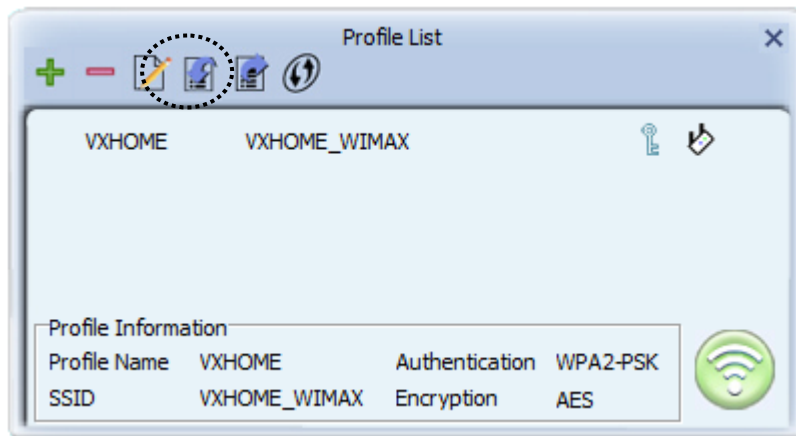 Profile List
VXHOME VXHOME_WIMAX
Profile Information
Profile Name VXHOME Authentication WPA2-PSK
SSID VXHOME_WIMAX Encryption AES